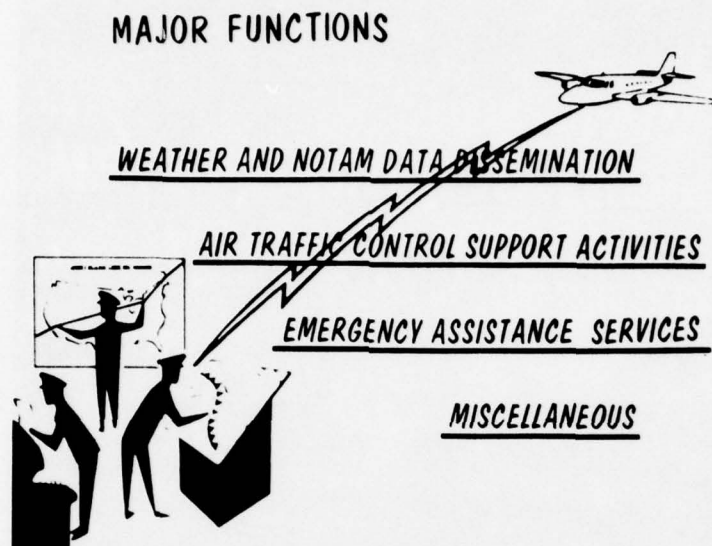 MAJOR FUNCTIONS
WEATHER AND NOTAM DATA DISSEMINATION
AIR TRAFFIC CONTROL SUPPORT ACTIVITIES
EMERGENCY ASSISTANCE SERVICES
MISCELLANEOUS